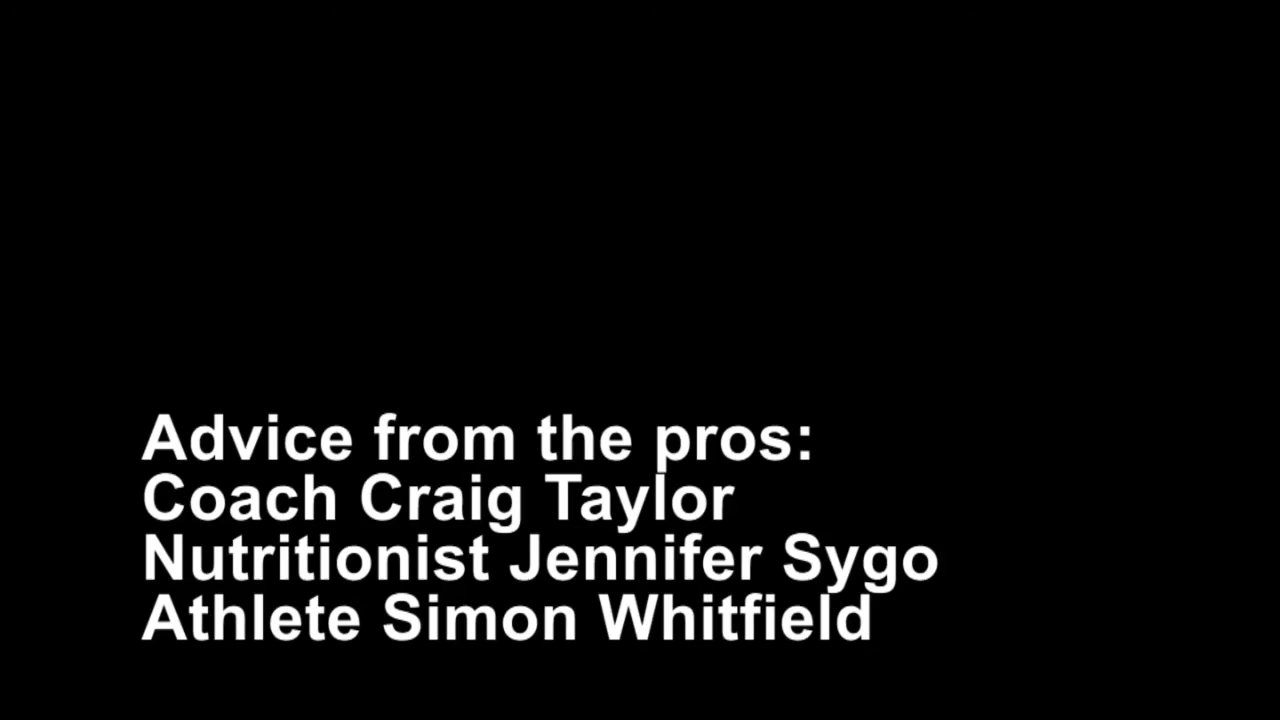 Advice from the pros:
Coach Craig Taylor
Nutritionist Jennifer Sygo
Athlete Simon Whitfield